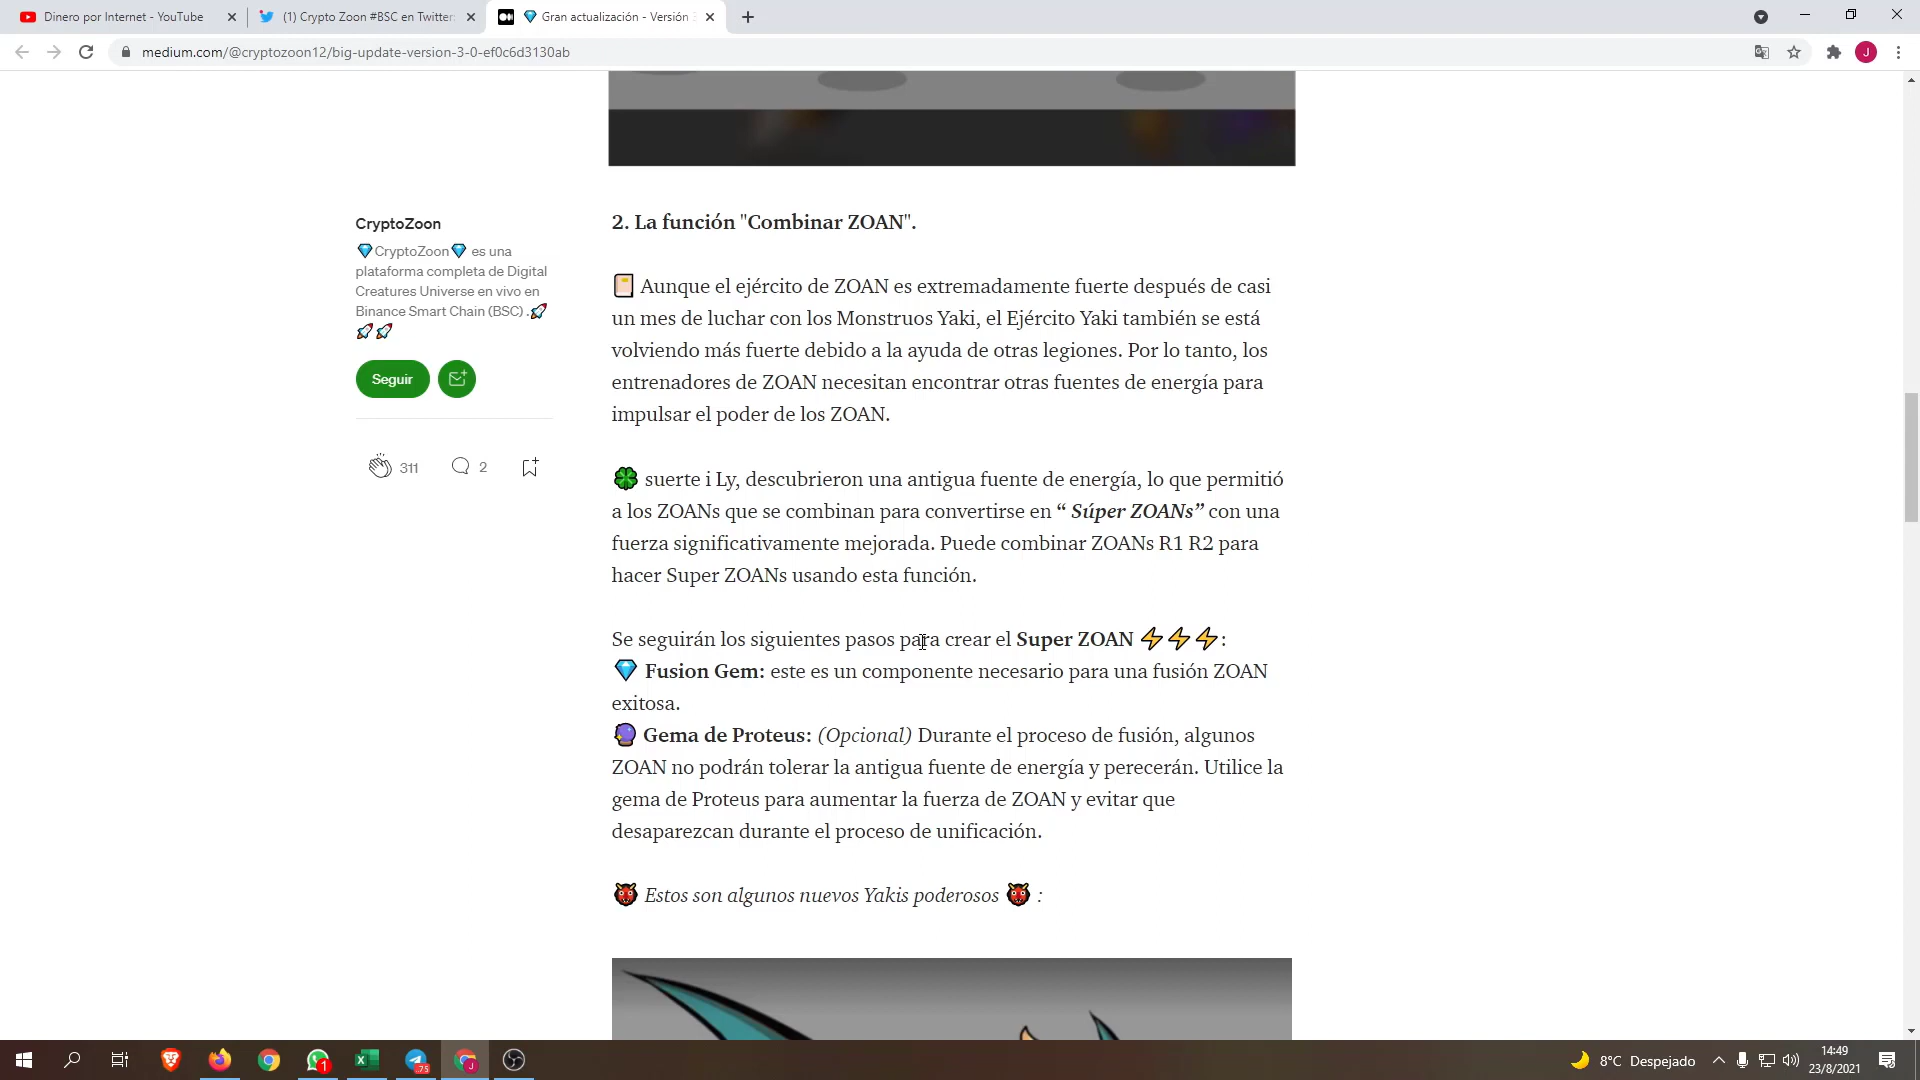 Dinero por Internet - YouTube
(1) Crypto Zoon #BSC en Twitter:
Gran actualización - Versión 3
medium.com/@cryptozoon12/big-update-version-3-0-ef0c6d3130ab
J
CryptoZoon
CryptoZoon es una
plataforma completa de Digital
Creatures Universe en vivo en
Binance Smart Chain (BSC) .
Seguir
311
2
2. La función "Combinar ZOAN".
Aunque el ejército de ZOAN es extremadamente fuerte después de casi
un mes de luchar con los Monstruos Yaki, el Ejército Yaki también se está
volviendo más fuerte debido a la ayuda de otras legiones. Por lo tanto, los
entrenadores de ZOAN necesitan encontrar otras fuentes de energía para
impulsar el poder de los ZOAN.
suerte i Ly, descubrieron una antigua fuente de energía, lo que permitió
a los ZOANs que se combinan para convertirse en “ Súper ZOANs” con una
fuerza significativamente mejorada. Puede combinar ZOANs R1 R2 para
hacer Super ZOANs usando esta función.
Se seguirán los siguientes pasos para crear el Super ZOAN ⚡⚡⚡:
Fusion Gem: este es un componente necesario para una fusión ZOAN
exitosa.
Gema de Proteus: (Opcional) Durante el proceso de fusión, algunos
ZOAN no podrán tolerar la antigua fuente de energía y perecerán. Utilice la
gema de Proteus para aumentar la fuerza de ZOAN y evitar que
desaparezcan durante el proceso de unificación.
Estos son algunos nuevos Yakis poderosos :
1
.75
J
8°C Despejado
14:49
23/8/2021